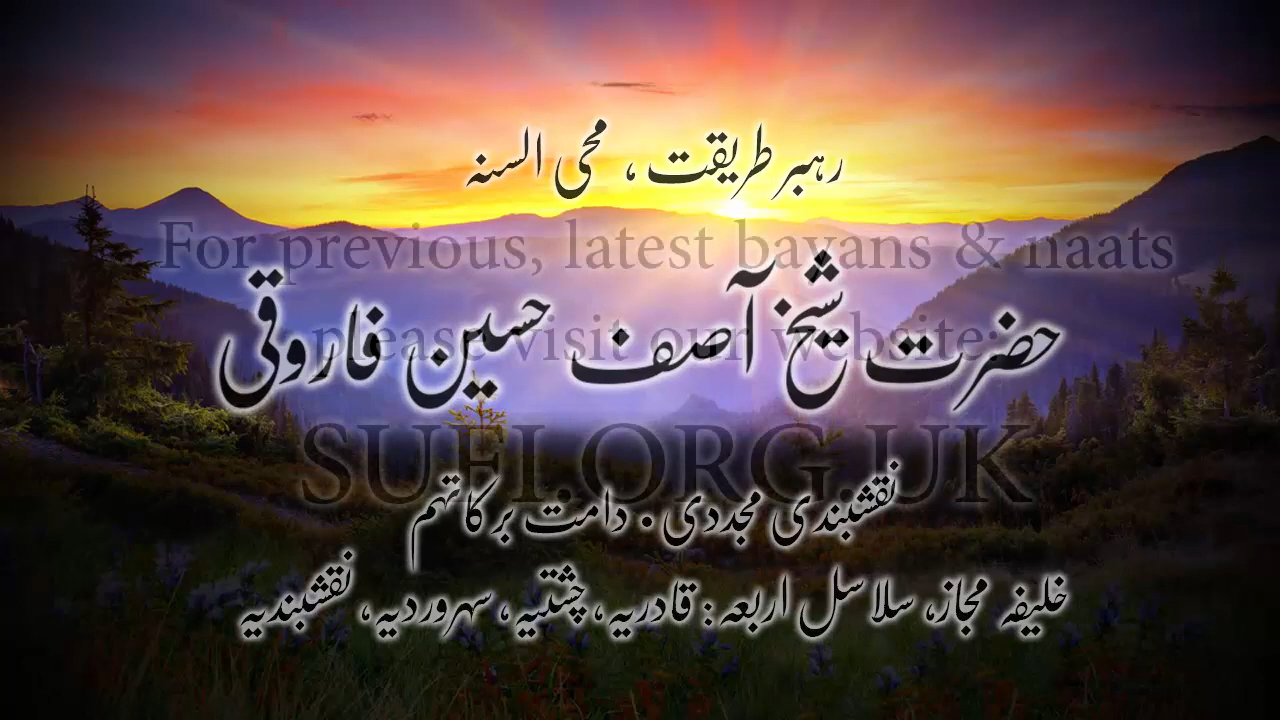 رہبر طریقت ، محی السنہ
For previous, latest bayans & naats
حضرت شیخ آصف حسین فاروقی
please visit our website:
SUFI.ORG.UK
نقشبندی مجددی . دامت برکاتہم
خلیفہ مجاز، سلاسل اربعہ : قادریہ، چشتیہ، سہروردیہ، نقشبندیہ